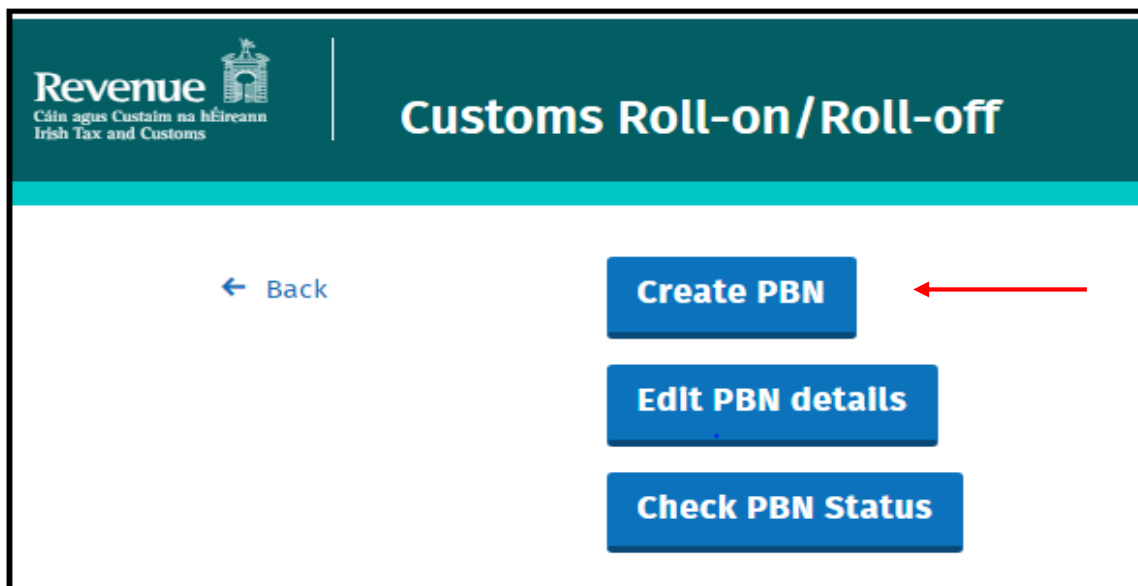 Revenue
Cáin agus Custaim na hÉireann
Irish Tax and Customs
Customs Roll-on/Roll-off
← Back
Create PBN
Edit PBN details
Check PBN Status